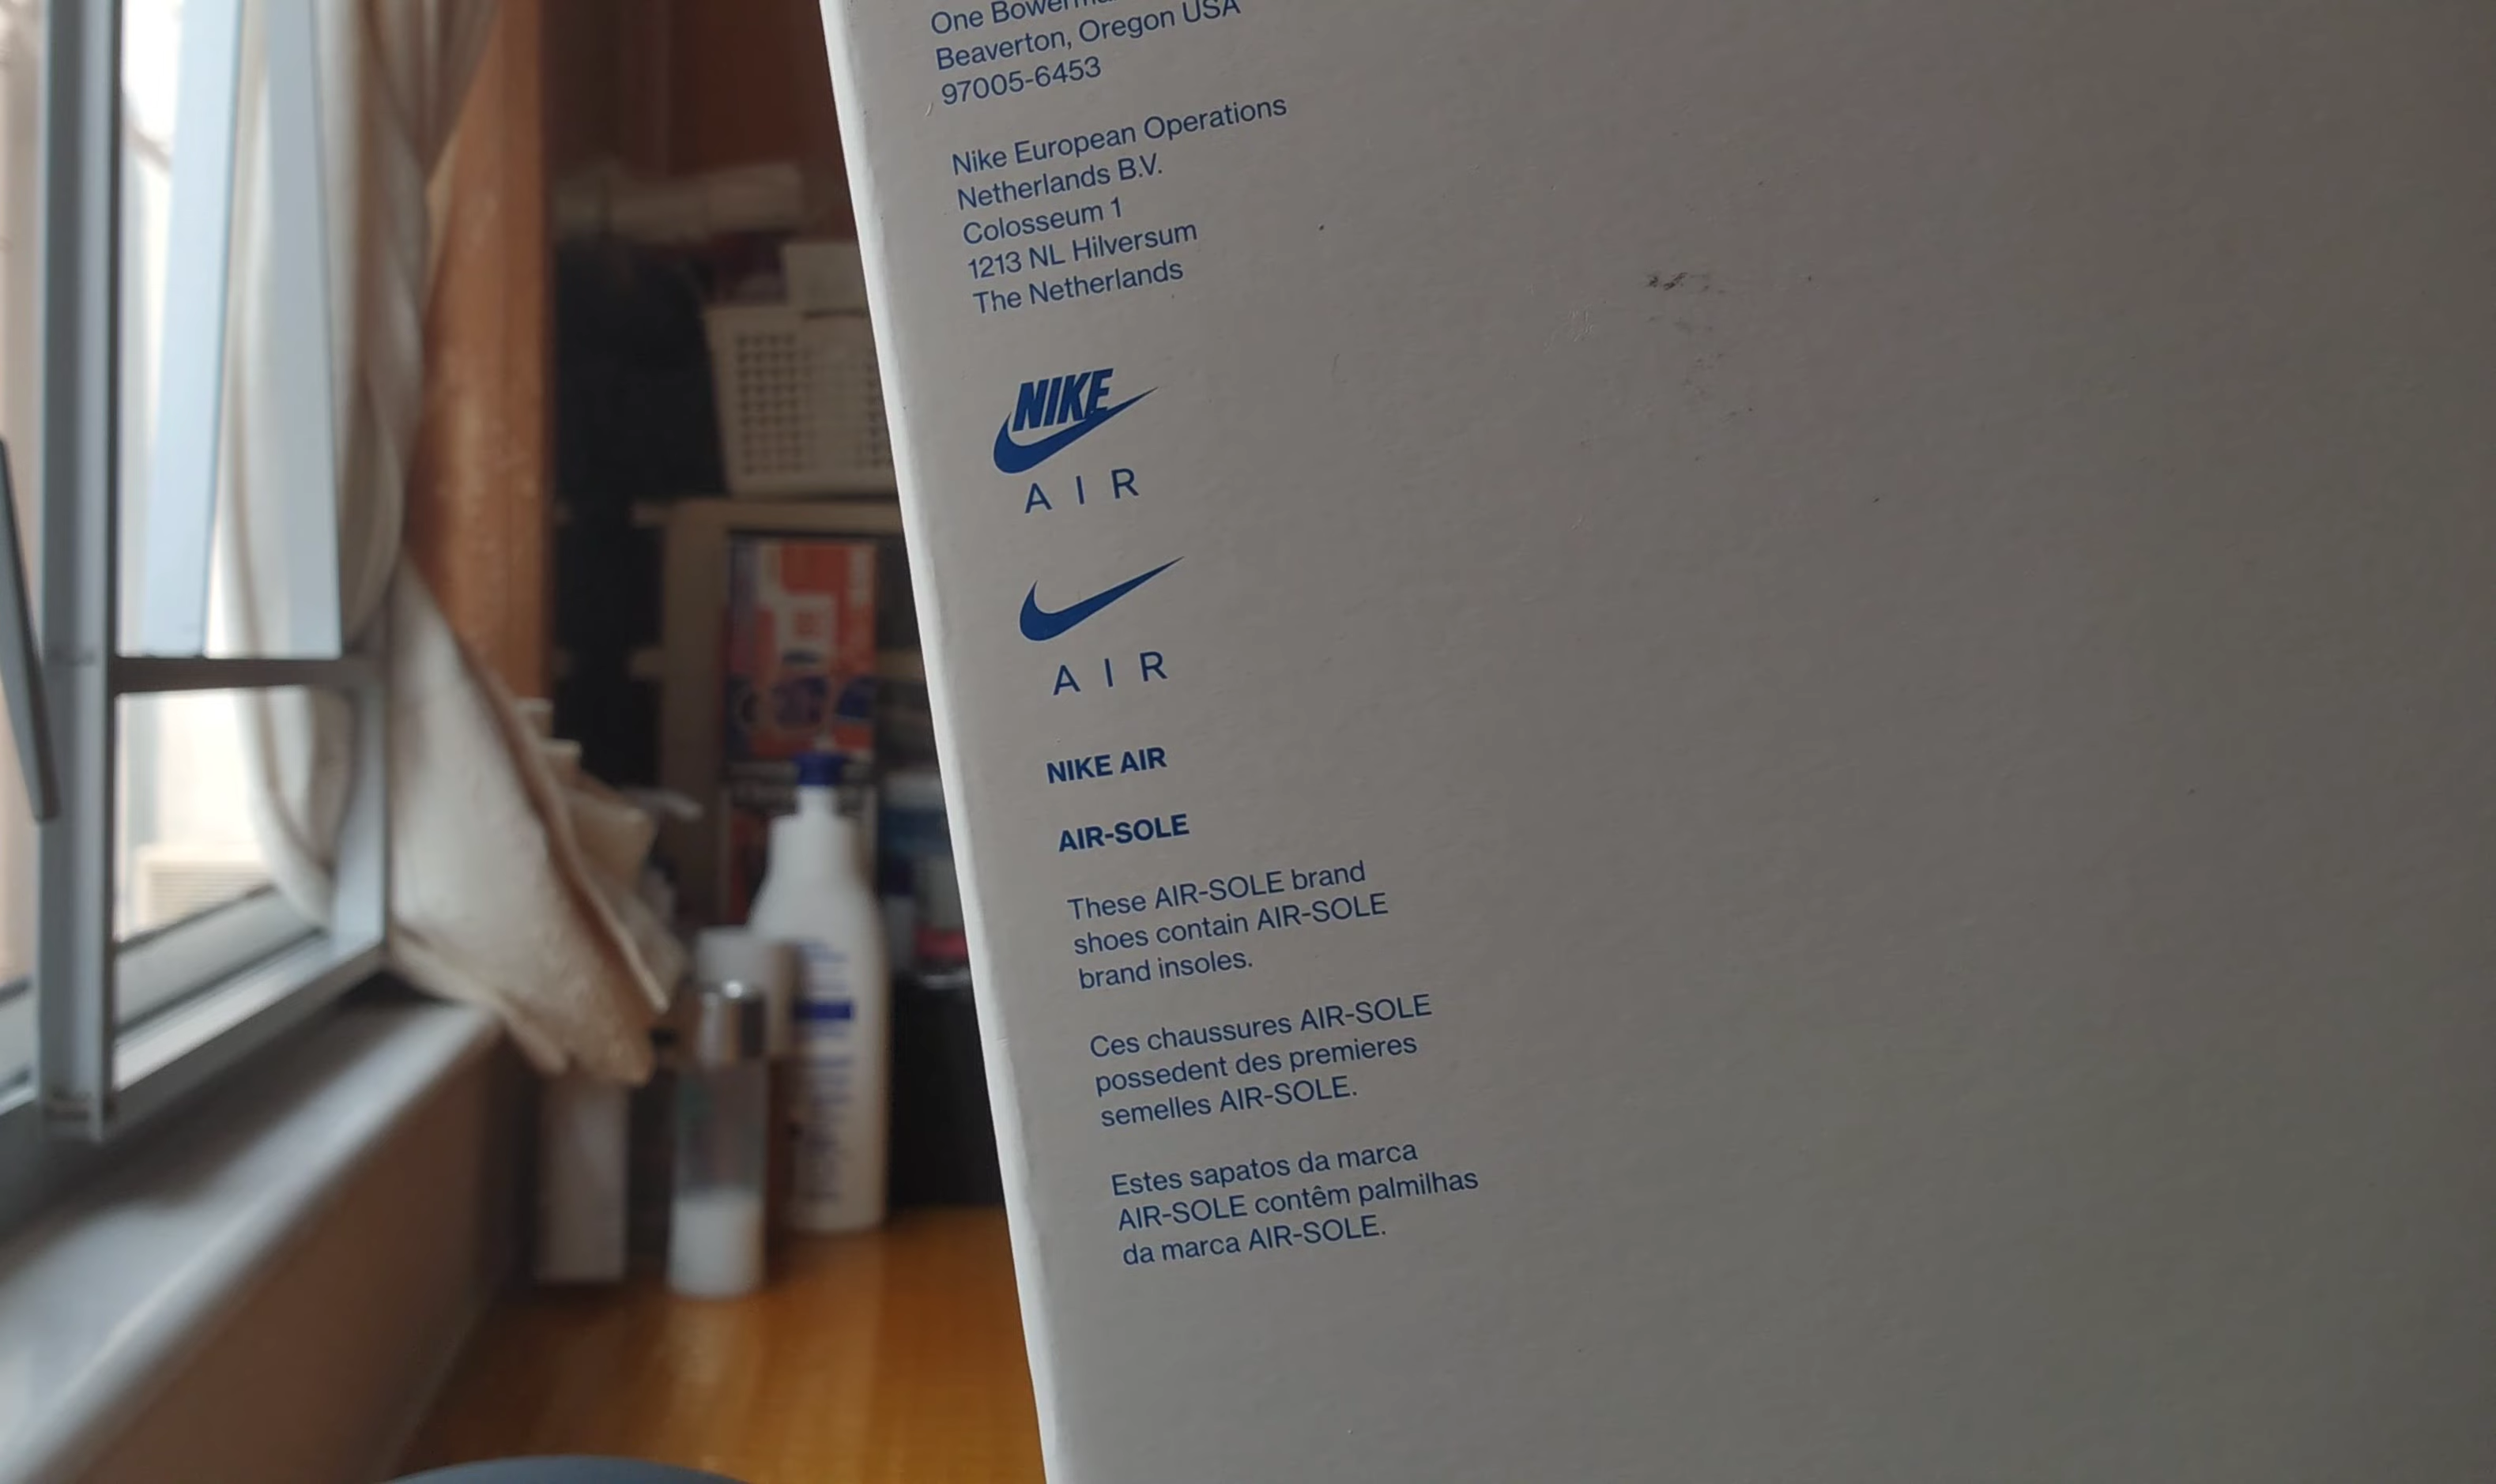 One
Beaverton, Oregon USA
97005-6453
Nike European Operations
Netherlands B.V.
Colosseum 1
1213 NL Hilversum
The Netherlands
NIKE
AIR
AIR
NIKE AIR
AIR-SOLE
These AIR-SOLE brand
shoes contain AIR-SOLE
brand insoles.
Ces chaussures AIR-SOLE
possedent des premieres
semelles AIR-SOLE.
Estes sapatos da marca
AIR-SOLE contêm palmilhas
da marca AIR-SOLE.